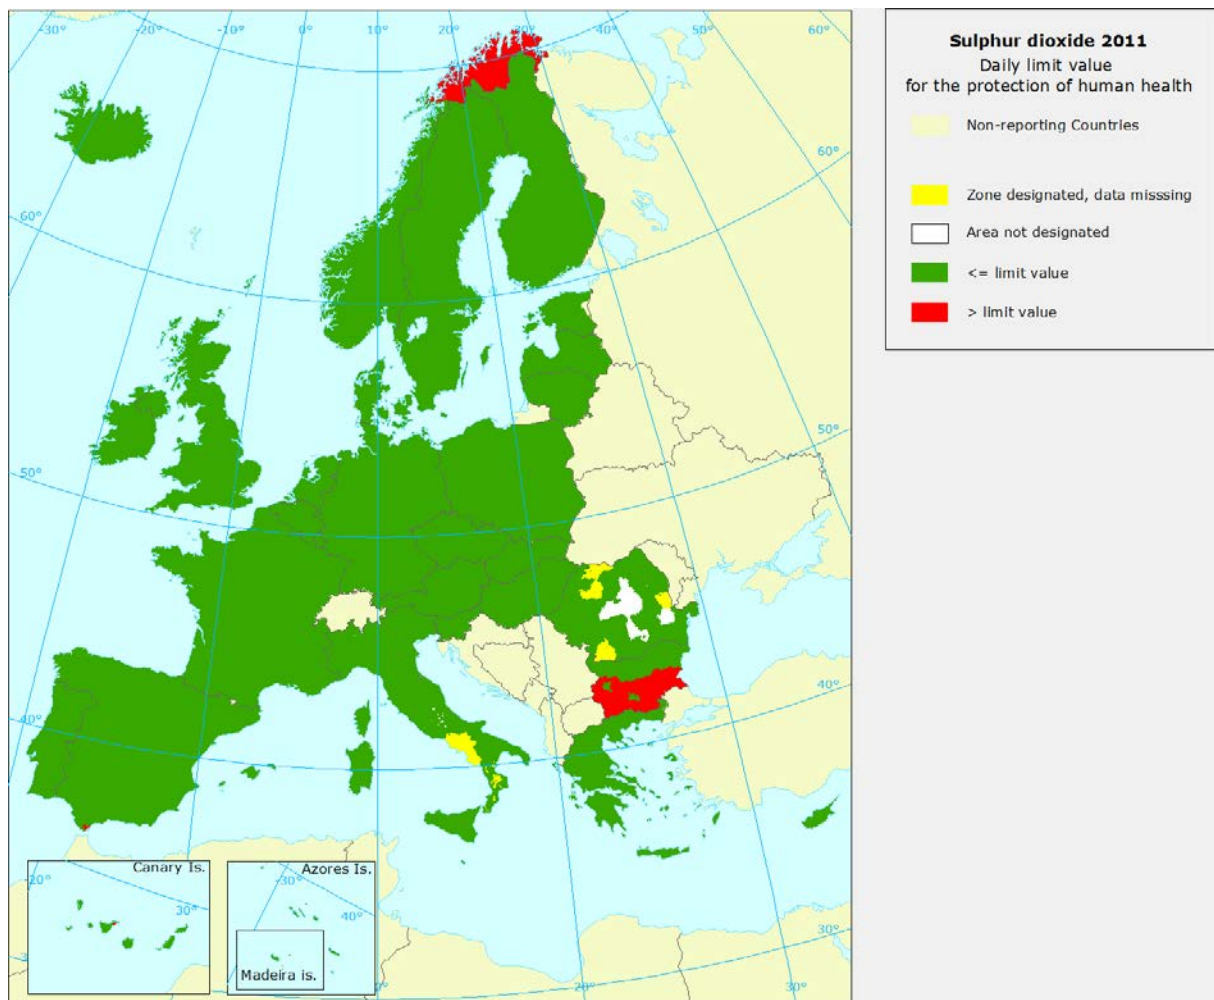 -30°
-20°
-10°
0°
10°
20°
30°
40°
50°
60°
60°
60°
50°
50°
40°
40°
30°
0°
10°
20°
30°
Canary Is.
-20°
30°
Azores Is.
-30°
40°
Madeira is.
Sulphur dioxide 2011
Daily limit value
for the protection of human health
Non-reporting Countries
Zone designated, data misssing
Area not designated
<= limit value
> limit value